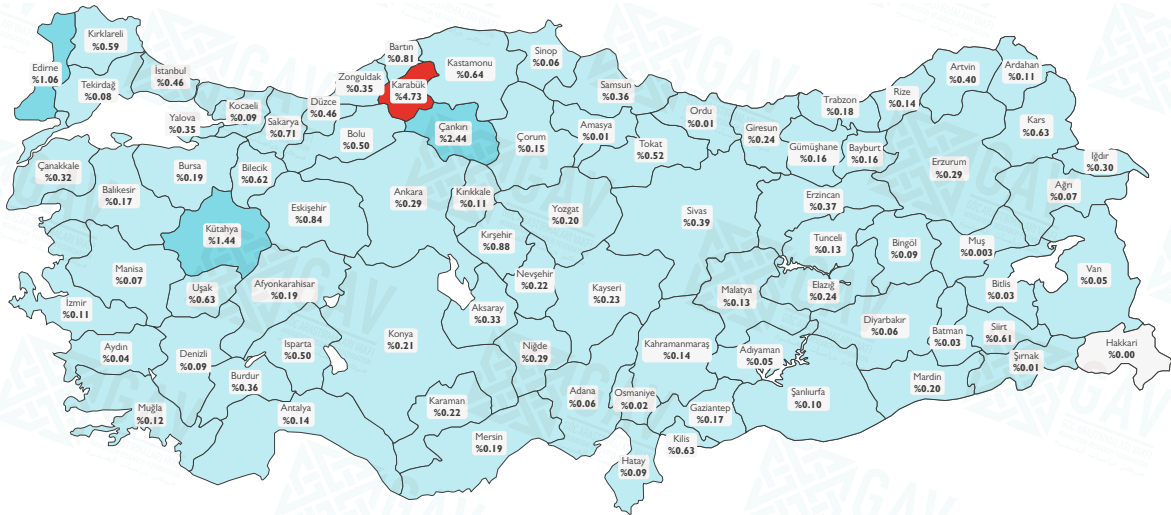 Kırklareli
%0.59
Edirne
%1.06
Tekirdağ
%0.08
İstanbul
%0.46
Kocaeli
%0.09
Yalova
%0.35
Sakarya
%0.71
Düzce
%0.46
Zonguldak
%0.35
Bartın
%0.81
Karabük
%4.73
Kastamonu
%0.64
Sinop
%0.06
Samsun
%0.36
Bolu
%0.50
Çankırı
%2.44
Çorum
%0.15
Amasya
%0.01
Tokat
%0.52
Ordu
%0.01
Giresun
%0.24
Trabzon
%0.18
Gümüşhane
%0.16
Bayburt
%0.16
Rize
%0.14
Artvin
%0.40
Ardahan
%0.11
Kars
%0.63
Iğdır
%0.30
Ağrı
%0.07
Erzurum
%0.29
Erzincan
%0.37
Çanakkale
%0.32
Balıkesir
%0.17
Bursa
%0.19
Bilecik
%0.62
Eskişehir
%0.84
Kütahya
%1.44
Ankara
%0.29
Kırıkkale
%0.11
Kırşehir
%0.88
Yozgat
%0.20
Sivas
%0.39
Tunceli
%0.13
Bingöl
%0.09
Muş
%0.003
Bitlis
%0.03
Van
%0.05
Manisa
%0.07
İzmir
%0.11
Uşak
%0.63
Afyonkarahisar
%0.19
Nevşehir
%0.22
Aksaray
%0.33
Kayseri
%0.23
Malatya
%0.13
Elazığ
%0.24
Diyarbakır
%0.06
Batman
%0.03
Siirt
%0.61
Şırnak
%0.01
Hakkari
%0.00
Aydın
%0.04
Denizli
%0.09
Burdur
%0.36
Isparta
%0.50
Konya
%0.21
Niğde
%0.29
Kahramanmaraş
%0.14
Adıyaman
%0.05
Şanlıurfa
%0.10
Mardin
%0.20
Muğla
%0.12
Antalya
%0.14
Karaman
%0.22
Mersin
%0.19
Adana
%0.06
Osmaniye
%0.02
Gaziantep
%0.17
Kilis
%0.63
Hatay
%0.09
GAV